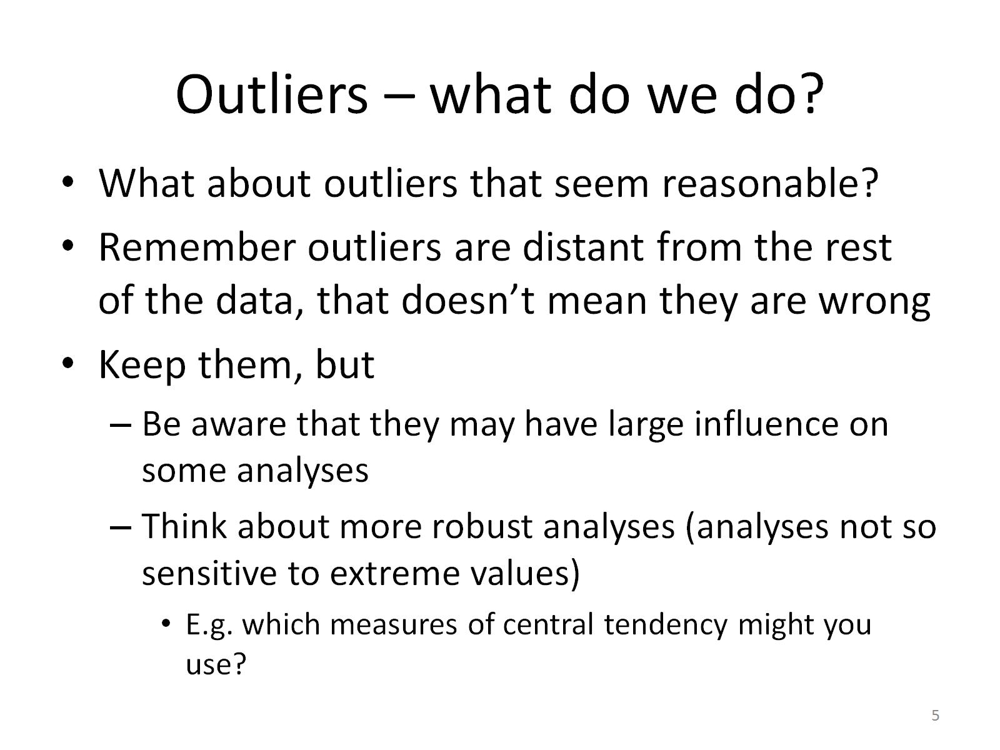 Outliers – what do we do?
• What about outliers that seem reasonable?
• Remember outliers are distant from the rest
of the data, that doesn’t mean they are wrong
• Keep them, but
– Be aware that they may have large influence on
some analyses
– Think about more robust analyses (analyses not so
sensitive to extreme values)
• E.g. which measures of central tendency might you
use?
5